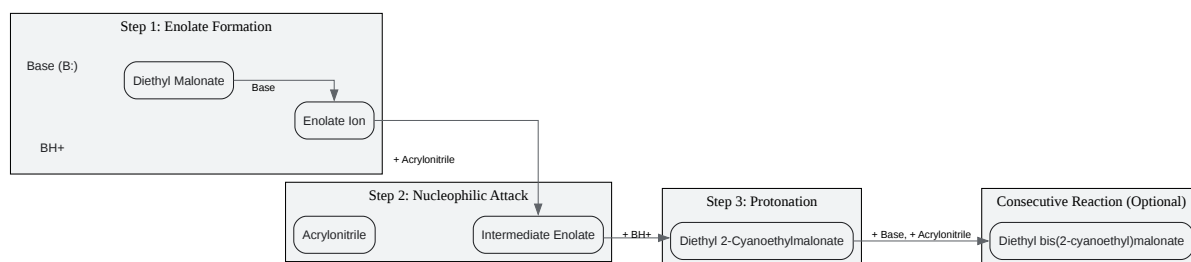 Step 1: Enolate Formation
Base (B:)
Diethyl Malonate
Base
Enolate Ion
BH+
+ Acrylonitrile
Step 2: Nucleophilic Attack
Acrylonitrile
Intermediate Enolate
+ BH+
Step 3: Protonation
Diethyl 2-Cyanoethylmalonate
+ Base, + Acrylonitrile
Consecutive Reaction (Optional)
Diethyl bis(2-cyanoethyl)malonate